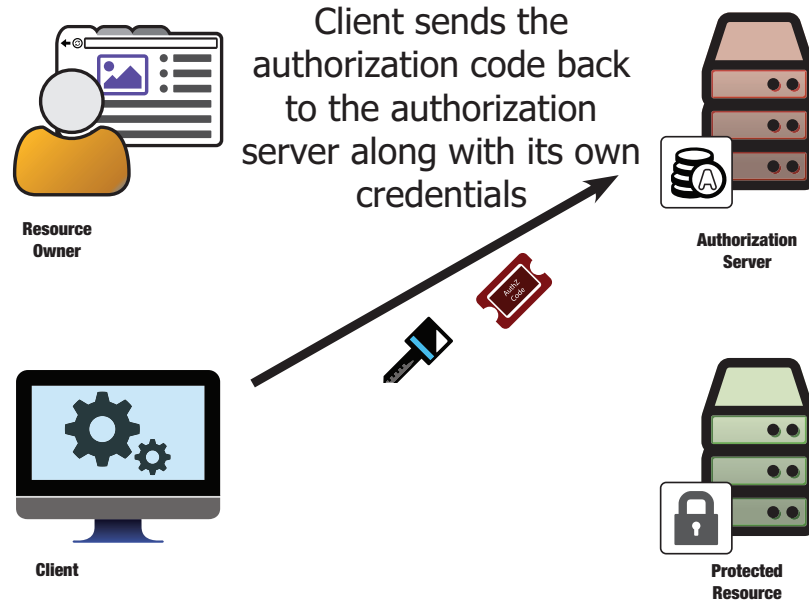 Client sends the
authorization code back
to the authorization
server along with its own
credentials
Resource
Owner
Authorization
Server
A
AuthZ
Code
Client
Protected
Resource